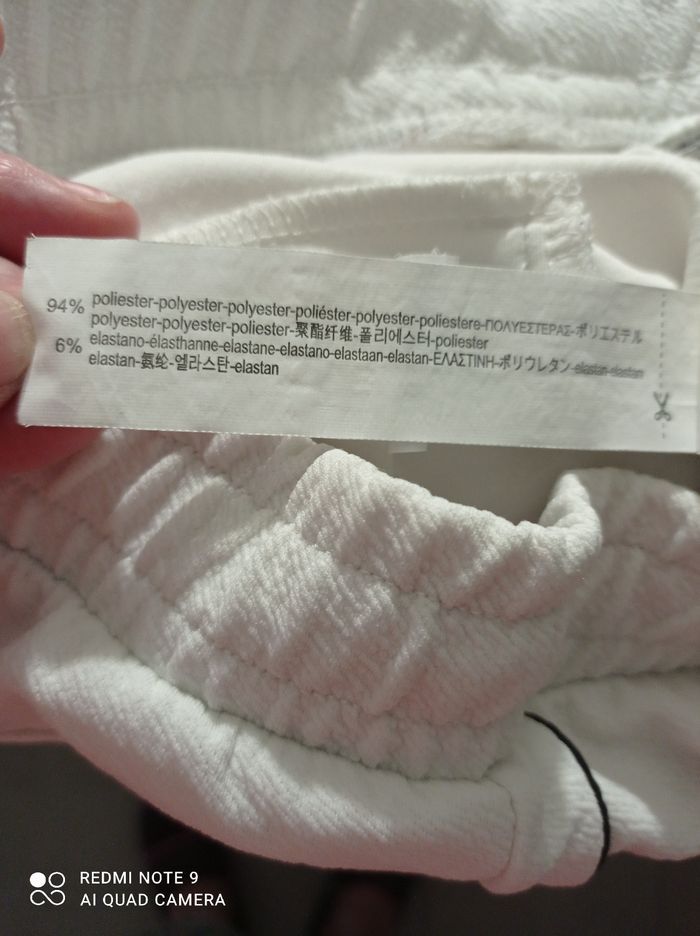 94% poliester-polyester-polyester-poliéster-polyester-poliestere-ΠΟΛΥΕΣΤΕΡΑΣ-ポリエステル
polyester-polyester-poliester-聚酯纤维-폴리에스터-poliester
6% elastano-élasthanne-elastane-elastano-elastaan-elastan-ΕΛΑΣΤΙΝΗ-ポリウレタン-elastan-elastan
elastan-氨纶-엘라스탄-elastan
REDMI NOTE 9
AI QUAD CAMERA